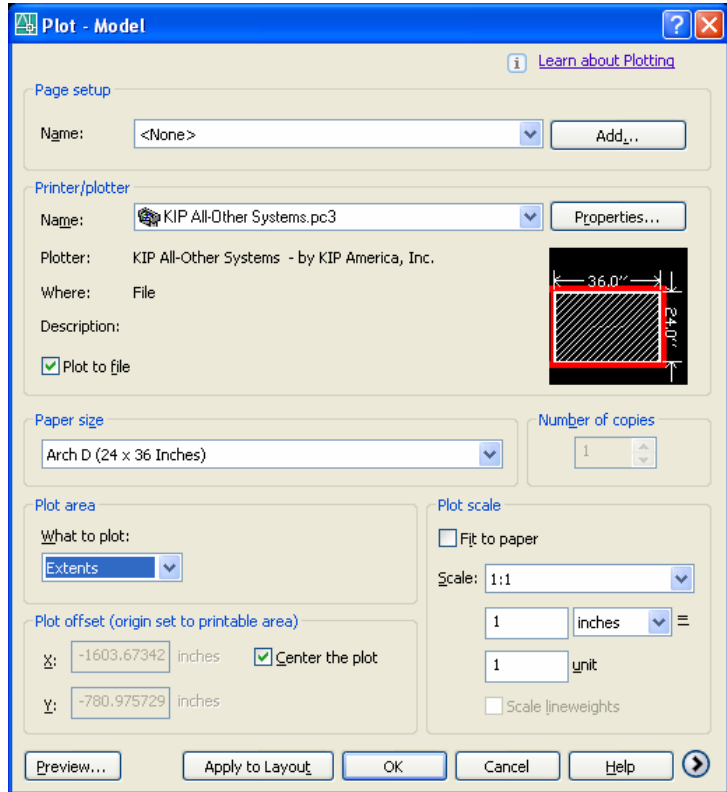 Plot - Model
Learn about Plotting
Page setup
Name:
<None>
Add...
Printer/plotter
Name:
KIP All-Other Systems.pc3
Properties...
Plotter:
KIP All-Other Systems - by KIP America, Inc.
Where:
File
Description:
Plot to file
36.0''
24.0''
Paper size
Arch D (24 x 36 Inches)
Number of copies
1
Plot area
What to plot:
Extents
Plot scale
Fit to paper
Scale:
1:1
1
inches
=
1
unit
Scale lineweights
Plot offset (origin set to printable area)
X:
-1603.67342
inches
Center the plot
Y:
-780.975729
inches
Preview...
Apply to Layout
OK
Cancel
Help